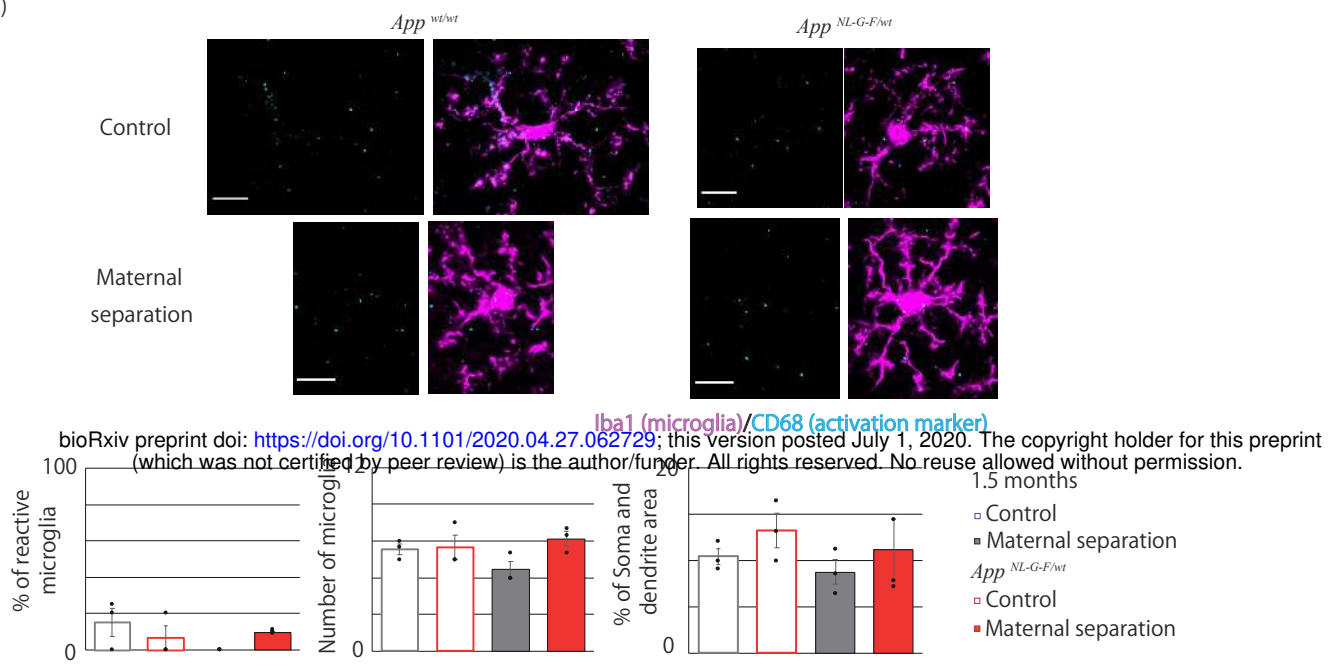 )
App wt/wt
App NL-G-F/wt
Control
Maternal
separation
Iba1 (microglia)/CD68 (activation marker)
bioRxiv preprint doi: https://doi.org/10.1101/2020.04.27.062729; this version posted July 1, 2020. The copyright holder for this preprint
(which was not certified by peer review) is the author/funder. All rights reserved. No reuse allowed without permission.
100
% of reactive
microglia
0
12
Number of microglia
0
20
% of Soma and
dendrite area
0
1.5 months
Control
Maternal separation
App NL-G-F/wt
Control
Maternal separation